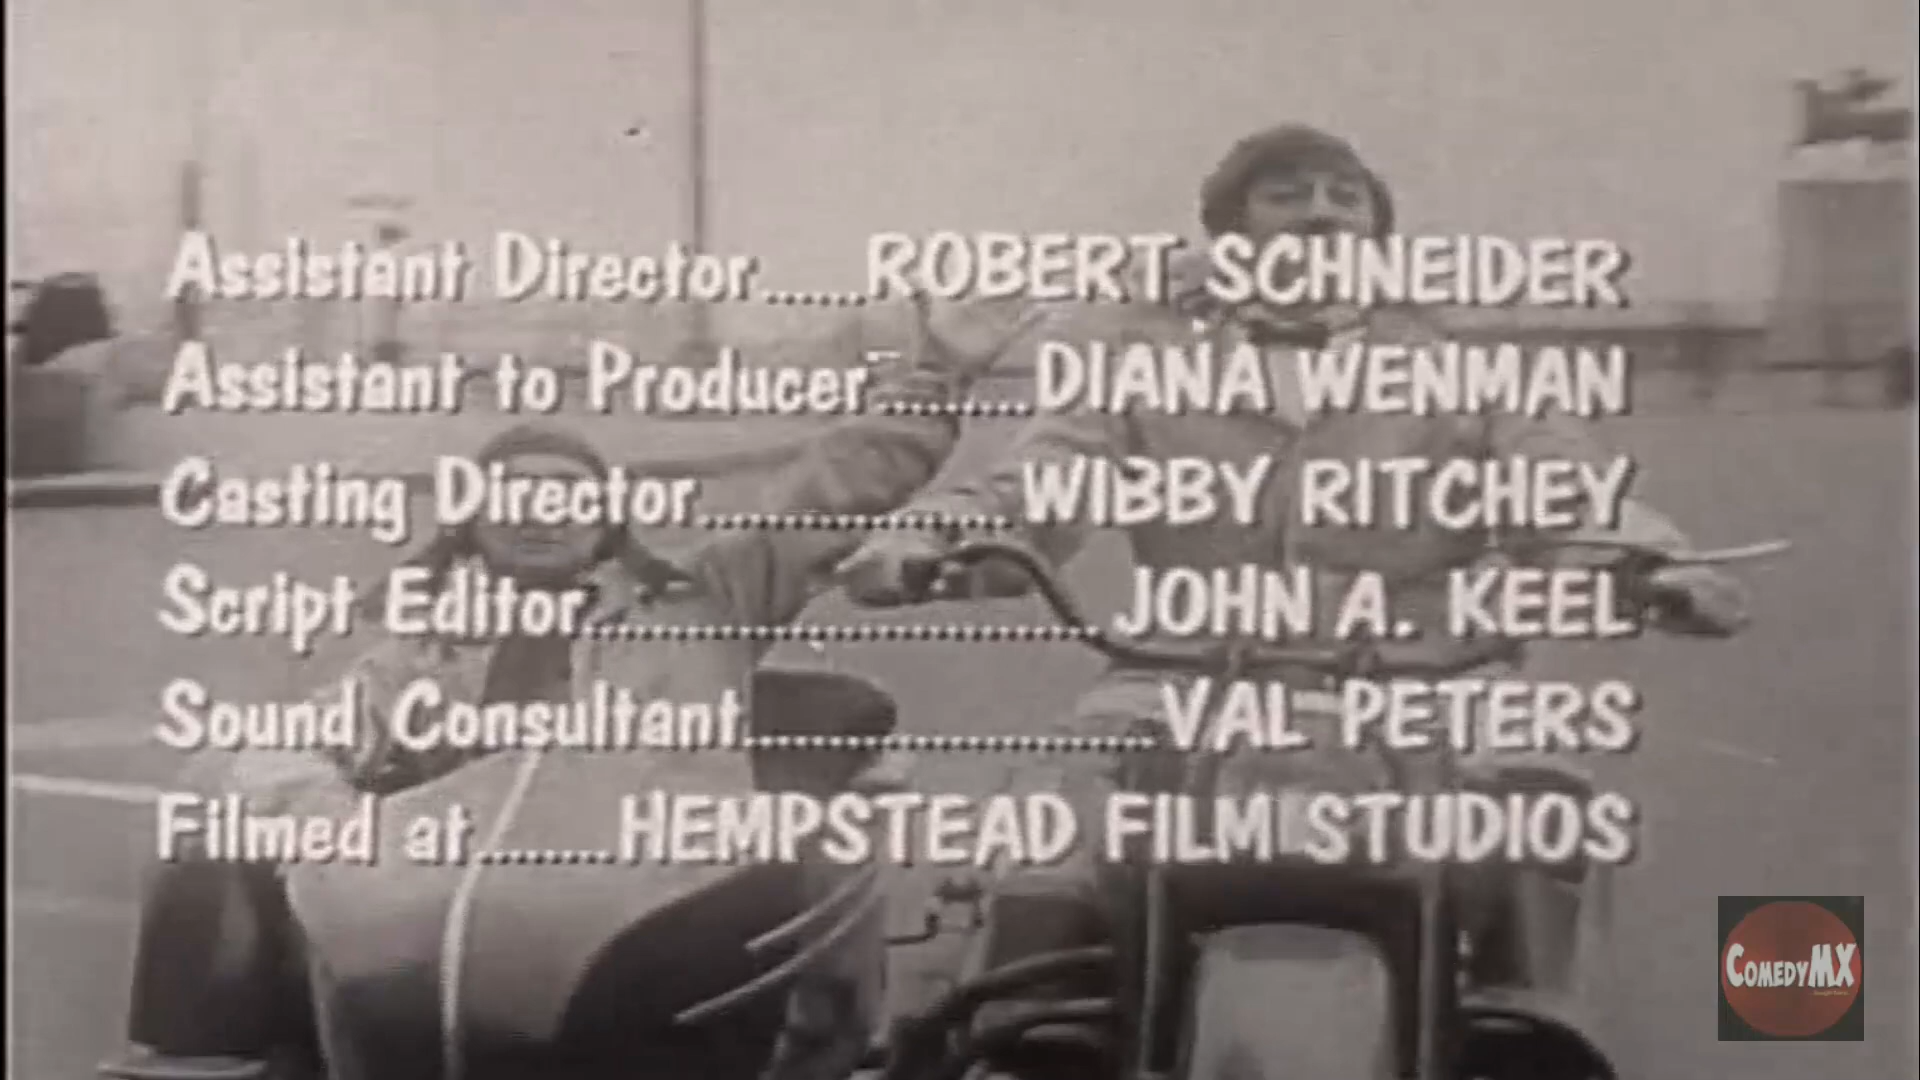 Assistant Director......ROBERT SCHNEIDER
Assistant to Producer.........DIANA WENMAN
Casting Director..................WIBBY RITCHEY
Script Editor..............................JOHN A. KEEL
Sound Consultant........................VAL PETERS
Filmed at........HEMPSTEAD FILM STUDIOS
COMEDYMX